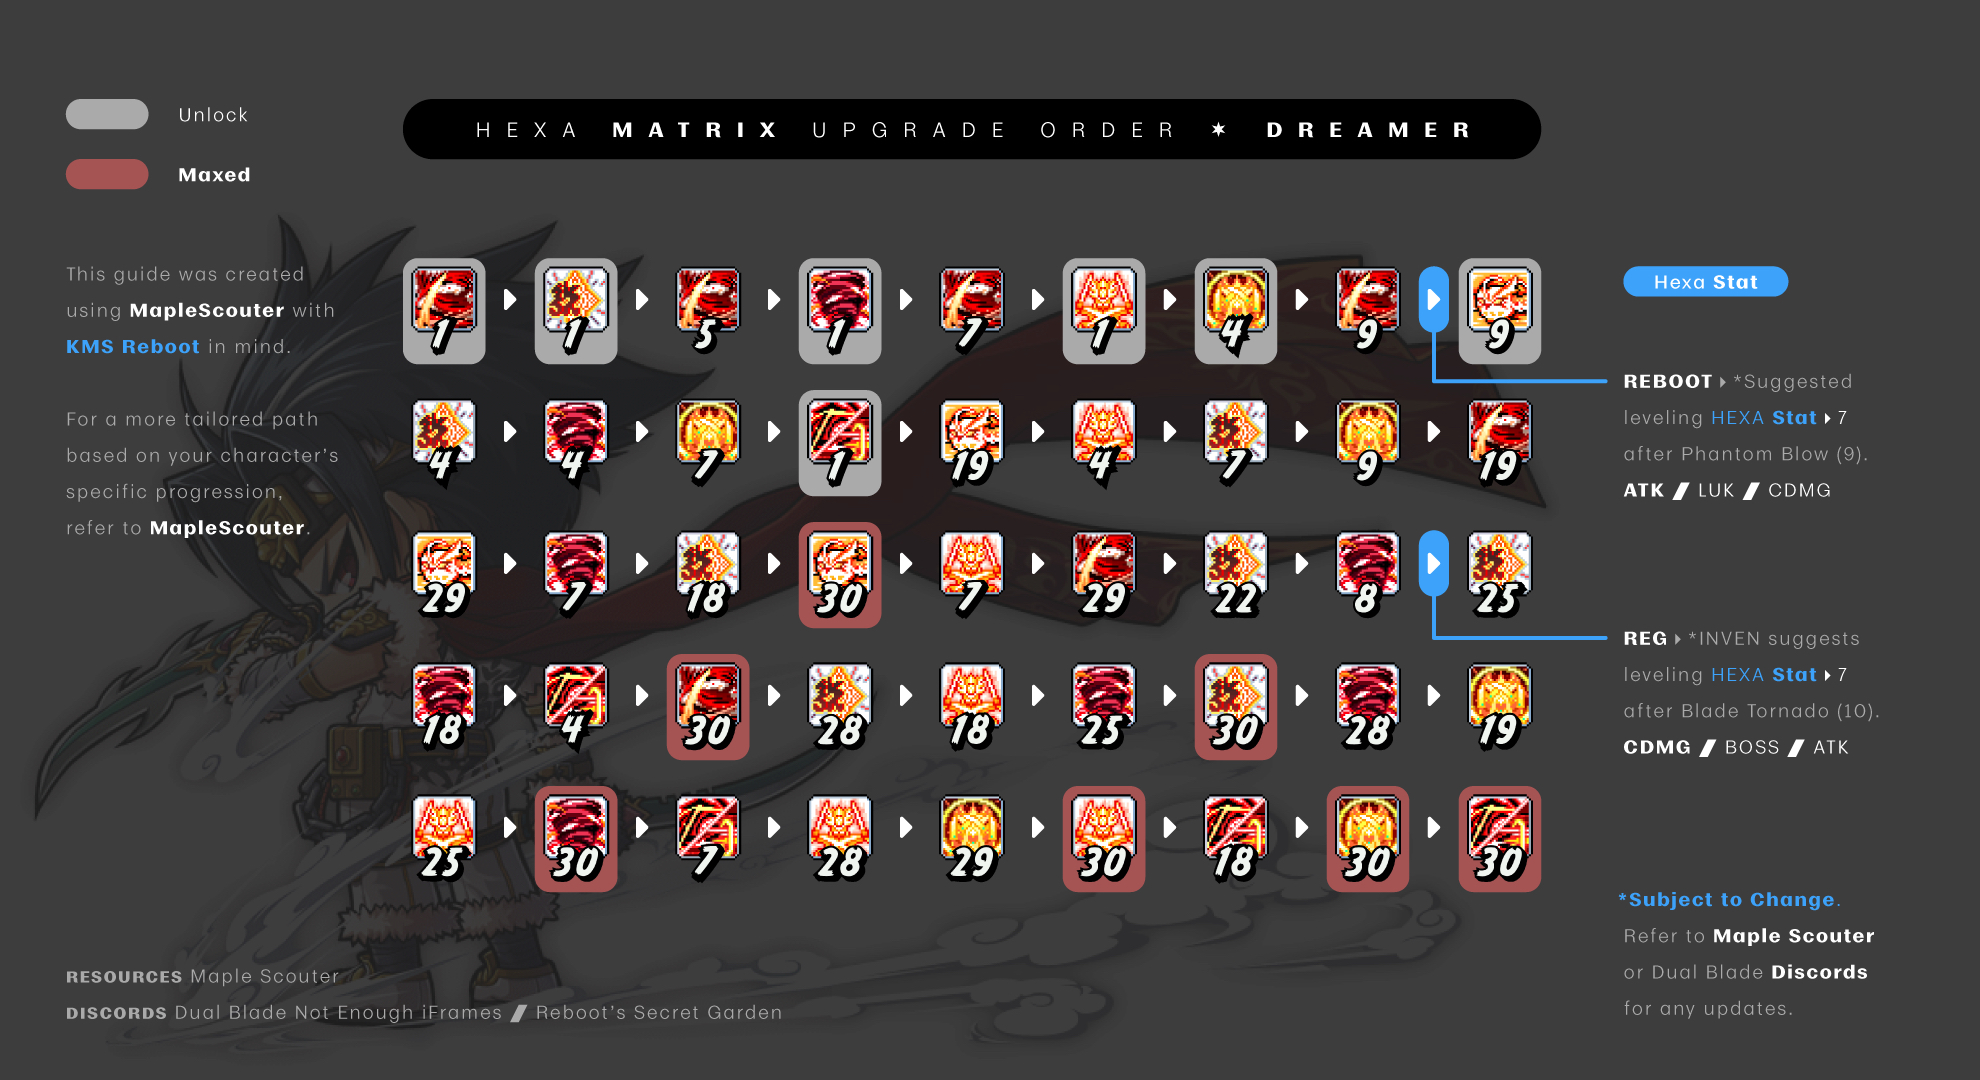 Unlock
Maxed
HEXA MATRIX UPGRADE ORDER ✶ DREAMER
This guide was created
using MapleScouter with
KMS Reboot in mind.
For a more tailored path
based on your character's
specific progression,
refer to MapleScouter.
1 1 5 1 7 1 4 9 9
4 4 7 1 19 4 7 9 19
29 7 18 30 7 29 22 8 25
18 4 30 28 18 25 30 28 19
25 30 7 28 29 30 18 30 30
Hexa Stat
REBOOT ▸ *Suggested
leveling HEXA Stat ▸ 7
after Phantom Blow (9).
ATK / LUK / CDMG
REG ▸ *INVEN suggests
leveling HEXA Stat ▸ 7
after Blade Tornado (10).
CDMG / BOSS / ATK
*Subject to Change.
Refer to Maple Scouter
or Dual Blade Discords
for any updates.
RESOURCES Maple Scouter
DISCORDS Dual Blade Not Enough iFrames / Reboot's Secret Garden